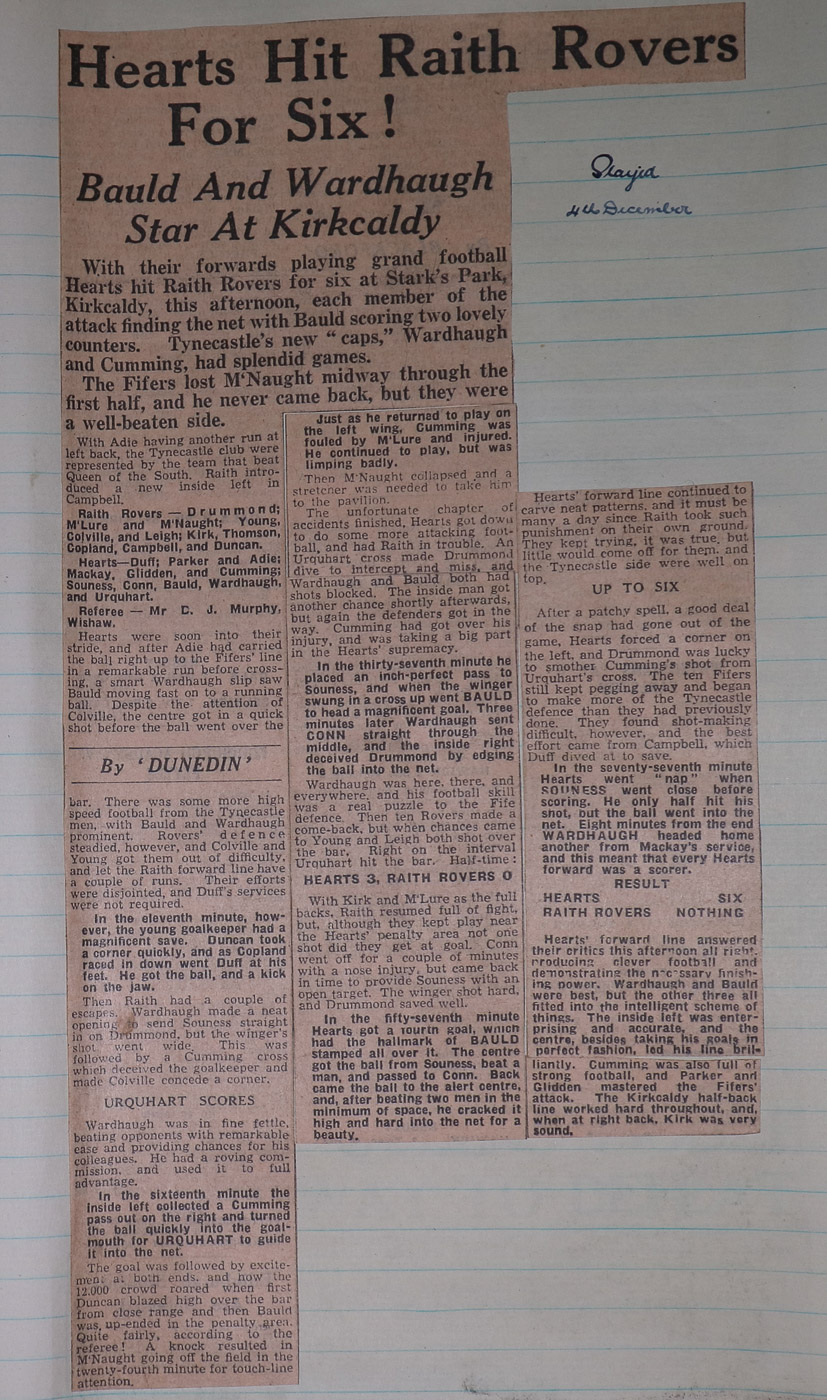 Hearts Hit Raith Rovers
For Six!
Bauld And Wardhaugh
Star At Kirkcaldy
Played
4th December
With their forwards playing grand football
Hearts hit Raith Rovers for six at Stark's Park,
Kirkcaldy, this afternoon, each member of the
attack finding the net with Bauld scoring two lovely
counters. Tynecastle's new "caps," Wardhaugh
and Cumming, had splendid games.
The Fifers lost M'Naught midway through the
first half, and he never came back, but they were
a well-beaten side.
With Adie having another run at
left back, the Tynecastle club were
represented by the team that beat
Queen of the South. Raith intro-
duced a new inside left in
Campbell.
Raith Rovers — Drummond;
M'Lure and M'Naught; Young,
Colville, and Leigh; Kirk, Thomson,
Copland, Campbell, and Duncan.
Hearts—Duff; Parker and Adie;
Mackay, Glidden, and Cumming;
Souness, Conn, Bauld, Wardhaugh,
and Urquhart.
Referee — Mr C. J. Murphy,
Wishaw.
Hearts were soon into their
stride, and after Adie had carried
the ball right up to the Fifers' line
in a remarkable run before cross-
ing, a smart Wardhaugh slip saw
Bauld moving fast on to a running
ball. Despite the attention of
Colville, the centre got in a quick
shot before the ball went over the
By 'DUNEDIN'
bar. There was some more high
speed football from the Tynecastle
men, with Bauld and Wardhaugh
prominent. Rovers' defence
steadied, however, and Colville and
Young got them out of difficulty,
and let the Raith forward line have
a couple of runs. Their efforts
were disjointed, and Duff's services
were not required.
In the eleventh minute, how-
ever, the young goalkeeper had a
magnificent save. Duncan took
a corner quickly, and as Copland
raced in down went Duff at his
feet. He got the ball, and a kick
on the jaw.
Then Raith had a couple of
escapes. Wardhaugh made a neat
opening to send Souness straight
in on Drummond, but the winger's
shot went wide. This was
followed by a Cumming cross
which deceived the goalkeeper and
made Colville concede a corner.
URQUHART SCORES
Wardhaugh was in fine fettle,
beating opponents with remarkable
ease and providing chances for his
colleagues. He had a roving com-
mission, and used it to full
advantage.
In the sixteenth minute the
inside left collected a Cumming
pass out on the right and turned
the ball quickly into the goal-
mouth for URQUHART to guide
it into the net.
The goal was followed by excite-
ment at both ends, and how the
12,000 crowd roared when first
Duncan blazed high over the bar
from close range and then Bauld
was up-ended in the penalty area.
Quite fairly, according to the
referee! A knock resulted in
M'Naught going off the field in the
twenty-fourth minute for touch-line
attention.
Just as he returned to play on
the left wing, Cumming was
fouled by M'Lure and injured.
He continued to play, but was
limping badly.
Then M'Naught collapsed and a
stretcher was needed to take him
to the pavilion.
The unfortunate chapter of
accidents finished, Hearts got down
to do some more attacking foot-
ball, and had Raith in trouble. An
Urquhart cross made Drummond
dive to intercept and miss, and
Wardhaugh and Bauld both had
shots blocked. The inside man got
another chance shortly afterwards,
but again the defenders got in the
way. Cumming had got over his
injury, and was taking a big part
in the Hearts' supremacy.
In the thirty-seventh minute he
placed an inch-perfect pass to
Souness, and when the winger
swung in a cross up went BAULD
to head a magnificent goal. Three
minutes later Wardhaugh sent
CONN straight through the
middle, and the inside right
deceived Drummond by edging
the ball into the net.
Wardhaugh was here, there, and
everywhere, and his football skill
was a real puzzle to the Fife
defence. Then ten Rovers made a
come-back, but when chances came
to Young and Leigh both shot over
the bar. Right on the interval
Urquhart hit the bar. Half-time:
HEARTS 3, RAITH ROVERS 0
With Kirk and M'Lure as the full
backs, Raith resumed full of fight,
but, although they kept play near
the Hearts' penalty area not one
shot did they get at goal. Conn
went off for a couple of minutes
with a nose injury, but came back
in time to provide Souness with an
open target. The winger shot hard,
and Drummond saved well.
In the fifty-seventh minute
Hearts got a fourth goal, which
had the hallmark of BAULD
stamped all over it. The centre
got the ball from Souness, beat a
man, and passed to Conn. Back
came the ball to the alert centre,
and, after beating two men in the
minimum of space, he cracked it
high and hard into the net for a
beauty.
Hearts' forward line continued to
carve neat patterns, and it must be
many a day since Raith took such
punishment on their own ground.
They kept trying, it was true, but
little would come off for them, and
the Tynecastle side were well on
top.
UP TO SIX
After a patchy spell, a good deal
of the snap had gone out of the
game, Hearts forced a corner on
the left, and Drummond was lucky
to smother Cumming's shot from
Urquhart's cross. The ten Fifers
still kept pegging away and began
to make more of the Tynecastle
defence than they had previously
done. They found shot-making
difficult, however, and the best
effort came from Campbell, which
Duff dived at to save.
In the seventy-seventh minute
Hearts went "nap" when
SOUNESS went close before
scoring. He only half hit his
shot, but the ball went into the
net. Eight minutes from the end
WARDHAUGH headed home
another from Mackay's service,
and this meant that every Hearts
forward was a scorer.
RESULT
HEARTS SIX
RAITH ROVERS NOTHING
Hearts' forward line answered
their critics this afternoon all right,
producing clever football and
demonstrating the necessary finish-
ing power. Wardhaugh and Bauld
were best, but the other three all
fitted into the intelligent scheme of
things. The inside left was enter-
prising and accurate, and the
centre, besides taking his goals in
perfect fashion, led his line bril-
liantly. Cumming was also full of
strong football, and Parker and
Glidden mastered the Fifers'
attack. The Kirkcaldy half-back
line worked hard throughout, and,
when at right back, Kirk was very
sound.